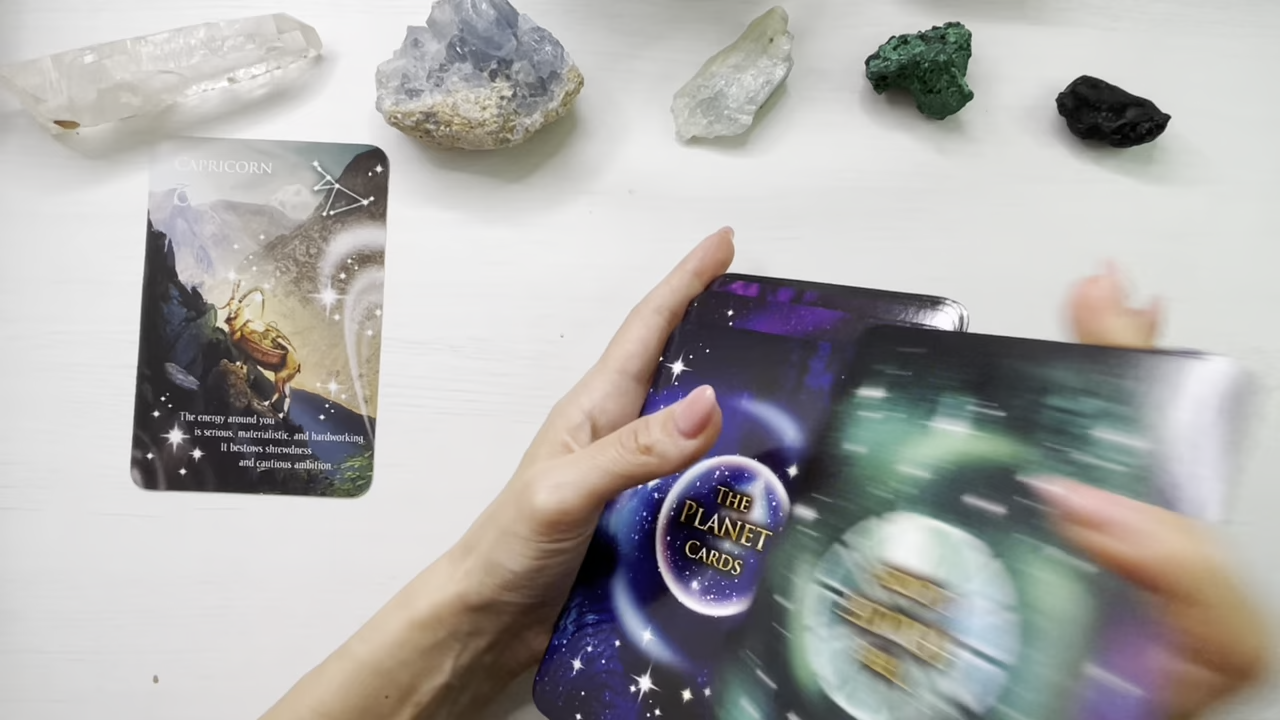 CAPRICORN
The energy around you
is serious, materialistic, and hardworking.
It bestows shrewdness
and cautious ambition.
THE
PLANET
CARDS